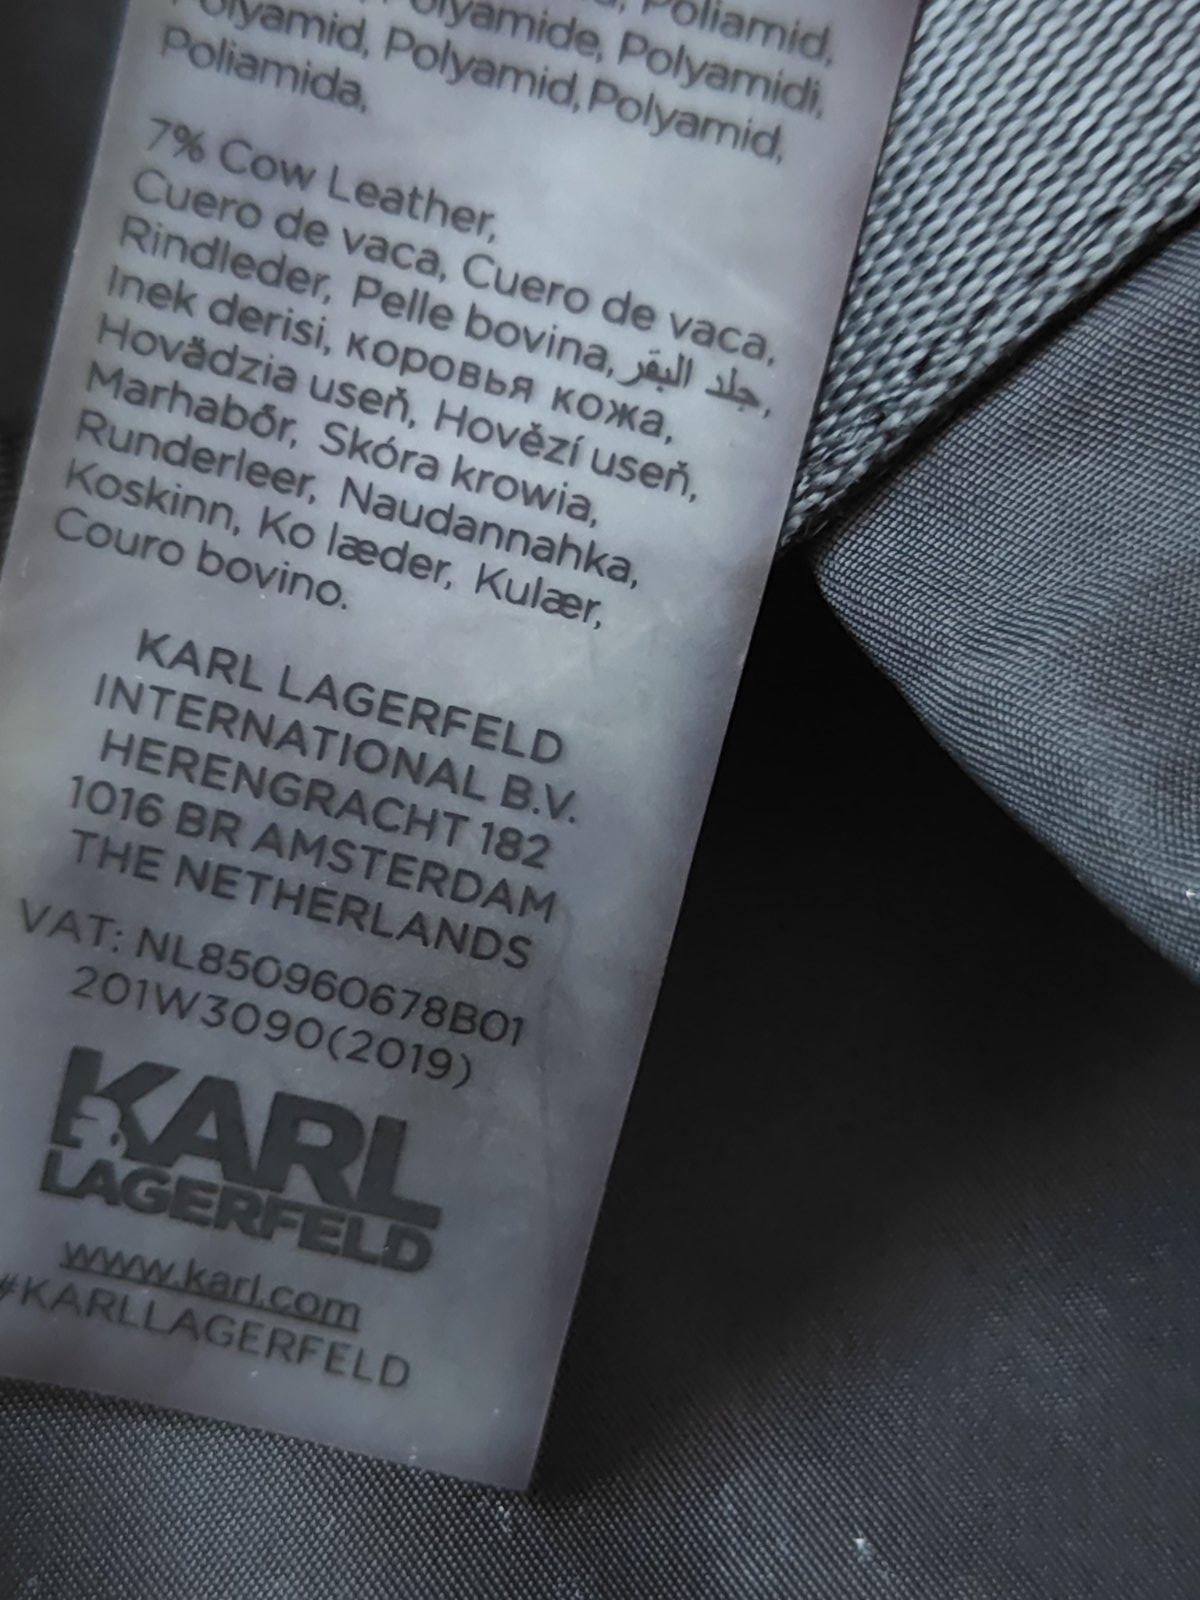 Poliamid,
Polyamide, Polyamidi,
Polyamid, Polyamid, Polyamid,
Poliamida,
7% Cow Leather,
Cuero de vaca, Cuero de vaca,
Rindleder, Pelle bovina, جلد البقر,
Inek derisi, коровья кожа,
Hovädzia useň, Hovězí useň,
Marhabőr, Skóra krowia,
Runderleer, Naudannahka,
Koskinn, Ko læder, Kulær,
Couro bovino.
KARL LAGERFELD
INTERNATIONAL B.V.
HERENGRACHT 182
1016 BR AMSTERDAM
THE NETHERLANDS
VAT: NL850960678B01
201W3090(2019)
KARL
LAGERFELD
www.karl.com
#KARLLAGERFELD